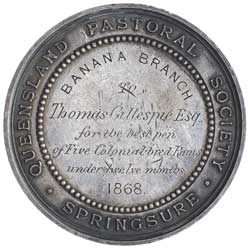 QUEENSLAND PASTORAL SOCIETY
• SPRINGSURE •
BANANA BRANCH
To
Thomas Gillespie Esq.
for the best pen
of Five Colonial bred Rams
under twelve months
1868.